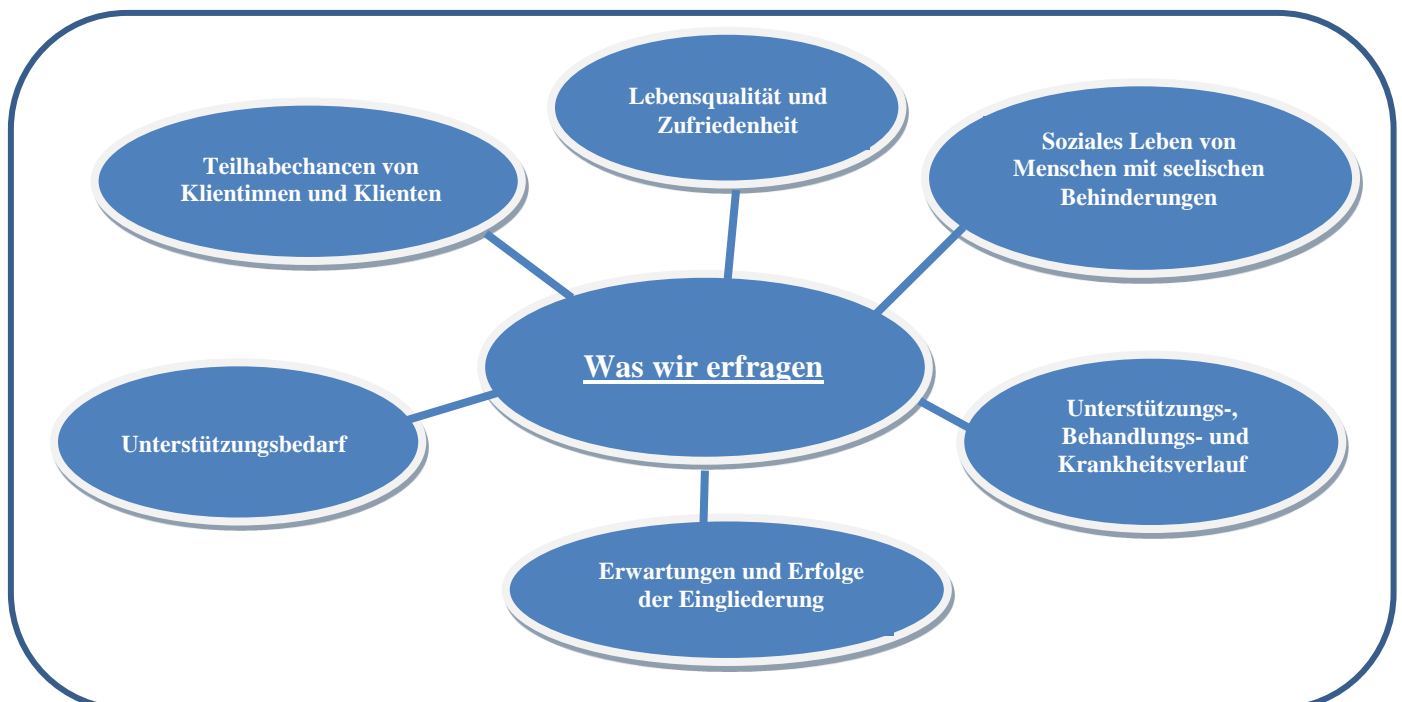 Lebensqualität und
Zufriedenheit
Teilhabechancen von
Klientinnen und Klienten
Soziales Leben von
Menschen mit seelischen
Behinderungen
Was wir erfragen
Unterstützungsbedarf
Unterstützungs-,
Behandlungs- und
Krankheitsverlauf
Erwartungen und Erfolge
der Eingliederung